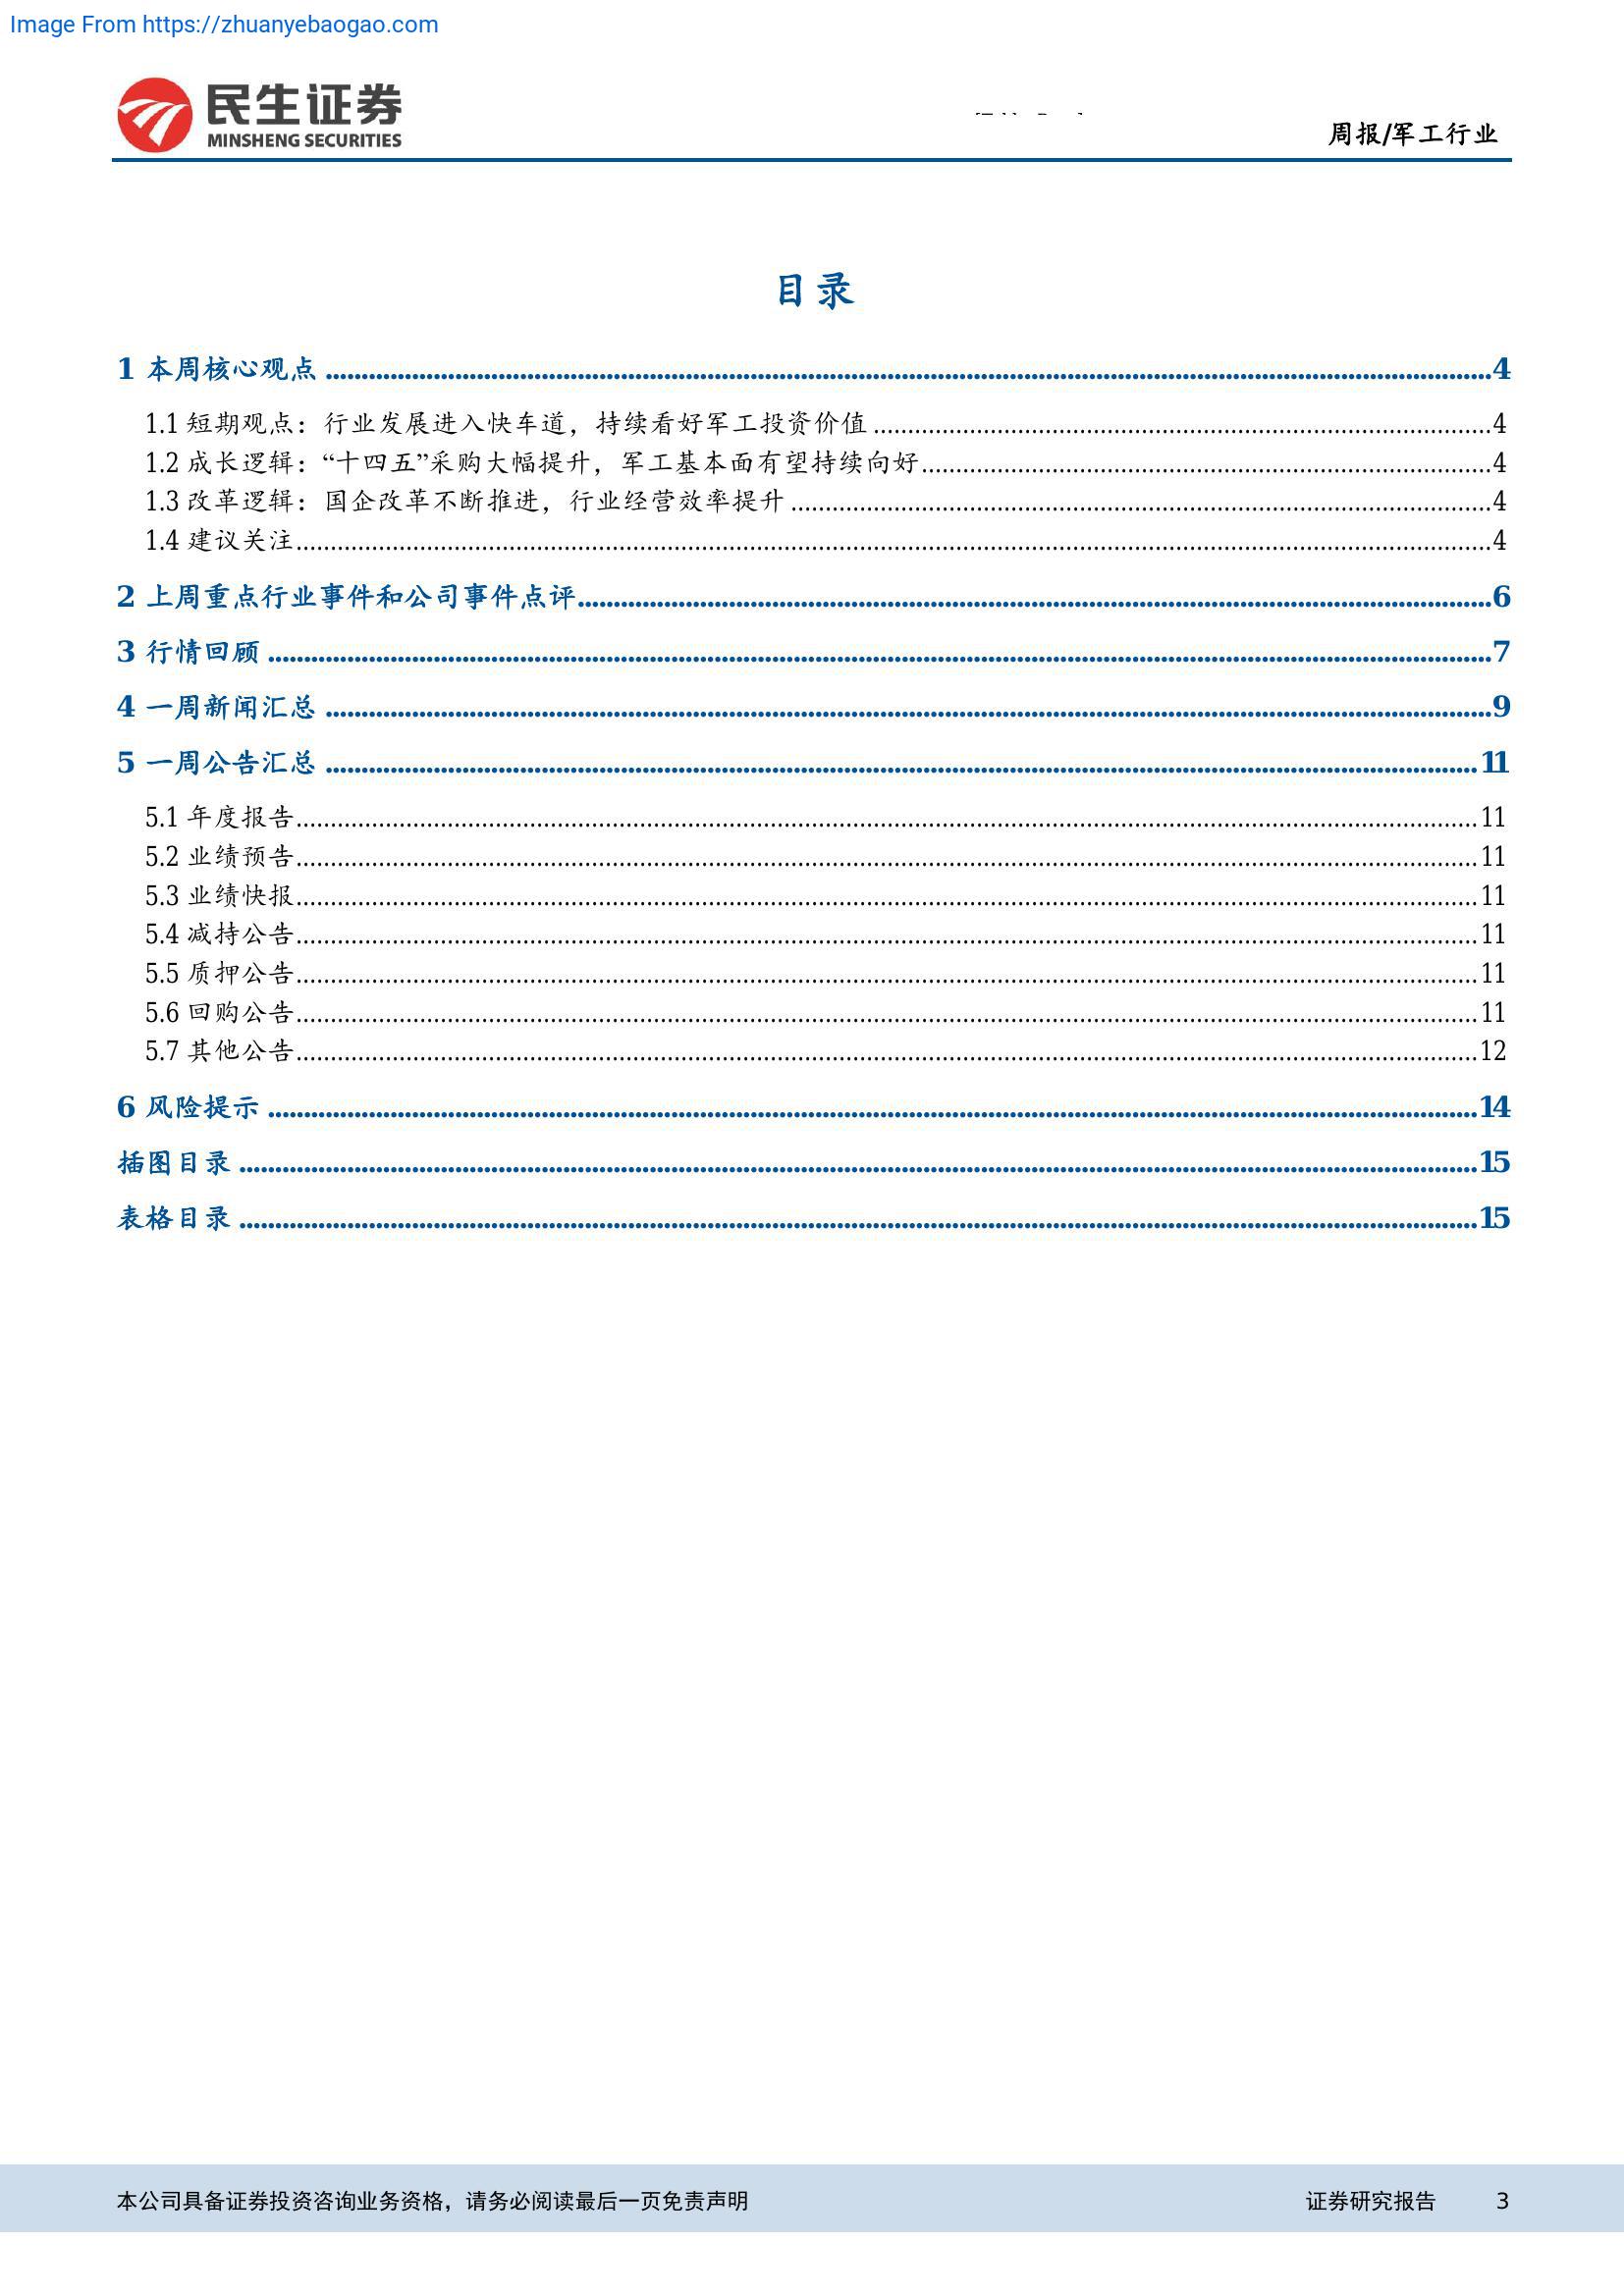 Image From https://zhuanyebaogao.com
民生证券
MINSHENG SECURITIES
周报/军工行业
目录
1 本周核心观点 ........ 4
1.1 短期观点：行业发展进入快车道，持续看好军工投资价值 ........ 4
1.2 成长逻辑：“十四五”采购大幅提升，军工基本面有望持续向好 ........ 4
1.3 改革逻辑：国企改革不断推进，行业经营效率提升 ........ 4
1.4 建议关注 ........ 4
2 上周重点行业事件和公司事件点评 ........ 6
3 行情回顾 ........ 7
4 一周新闻汇总 ........ 9
5 一周公告汇总 ........ 11
5.1 年度报告 ........ 11
5.2 业绩预告 ........ 11
5.3 业绩快报 ........ 11
5.4 减持公告 ........ 11
5.5 质押公告 ........ 11
5.6 回购公告 ........ 11
5.7 其他公告 ........ 12
6 风险提示 ........ 14
插图目录 ........ 15
表格目录 ........ 15
本公司具备证券投资咨询业务资格，请务必阅读最后一页免责声明 证券研究报告 3